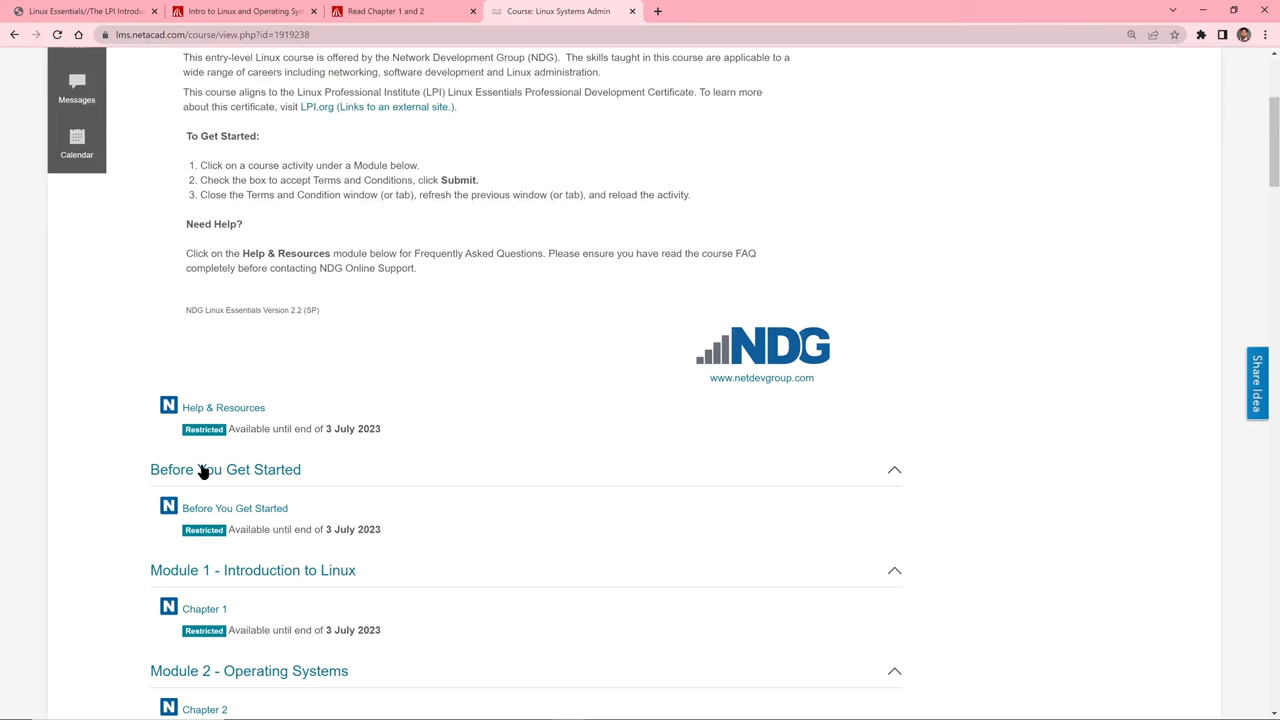 Linux Essentials//The LPI Introdu
Intro to Linux and Operating Sys
Read Chapter 1 and 2
Course: Linux Systems Admin
lms.netacad.com/course/view.php?id=1919238
Messages
Calendar
This entry-level Linux course is offered by the Network Development Group (NDG). The skills taught in this course are applicable to a
wide range of careers including networking, software development and Linux administration.
This course aligns to the Linux Professional Institute (LPI) Linux Essentials Professional Development Certificate. To learn more
about this certificate, visit LPI.org (Links to an external site.).
To Get Started:
1. Click on a course activity under a Module below.
2. Check the box to accept Terms and Conditions, click Submit.
3. Close the Terms and Condition window (or tab), refresh the previous window (or tab), and reload the activity.
Need Help?
Click on the Help & Resources module below for Frequently Asked Questions. Please ensure you have read the course FAQ
completely before contacting NDG Online Support.
NDG Linux Essentials Version 2.2 (SP)
NDG
www.netdevgroup.com
Share Idea
N Help & Resources
Restricted Available until end of 3 July 2023
Before You Get Started
N Before You Get Started
Restricted Available until end of 3 July 2023
Module 1 - Introduction to Linux
N Chapter 1
Restricted Available until end of 3 July 2023
Module 2 - Operating Systems
N Chapter 2